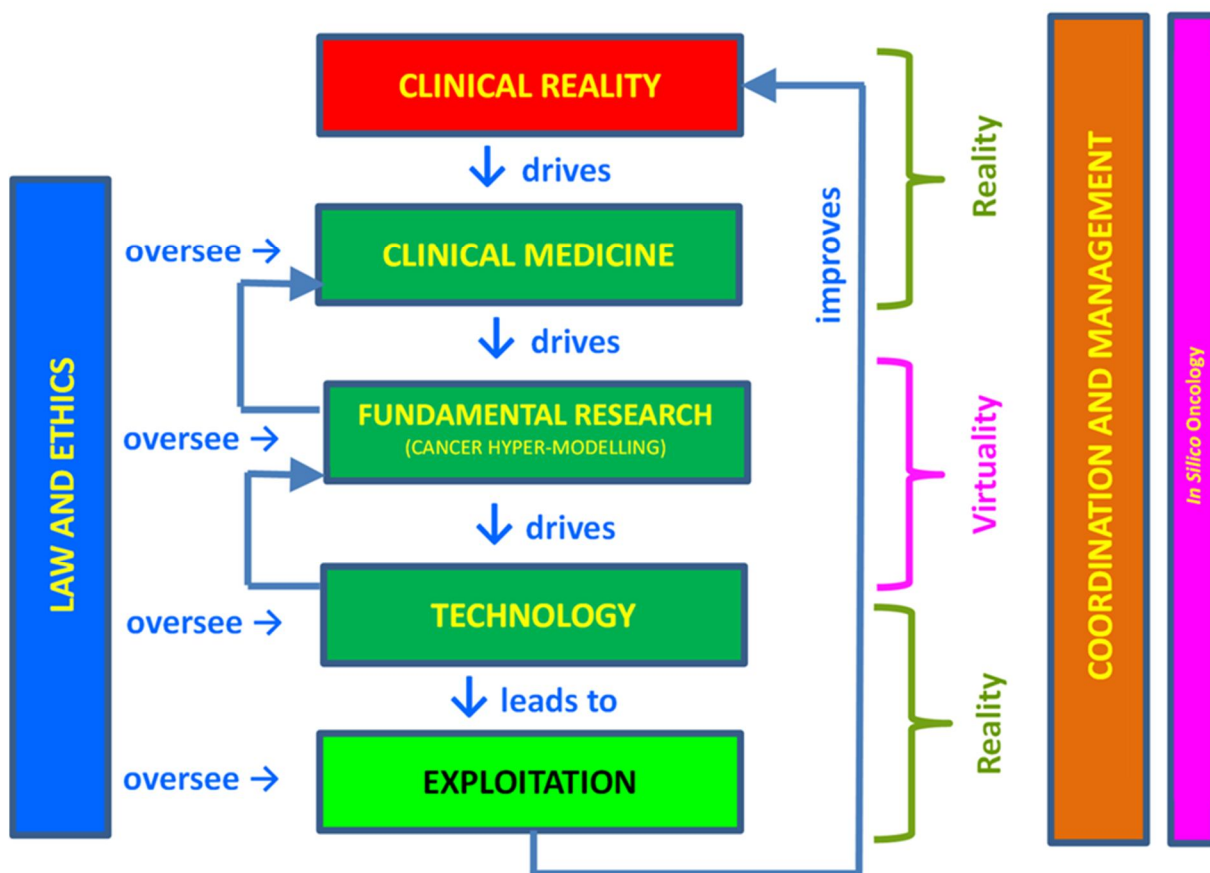 CLINICAL REALITY
↓ drives
oversee →
CLINICAL MEDICINE
↓ drives
oversee →
FUNDAMENTAL RESEARCH
(CANCER HYPER-MODELLING)
↓ drives
oversee →
TECHNOLOGY
↓ leads to
oversee →
EXPLOITATION
LAW AND ETHICS
improves
Reality
Virtuality
Reality
COORDINATION AND MANAGEMENT
In Silico Oncology